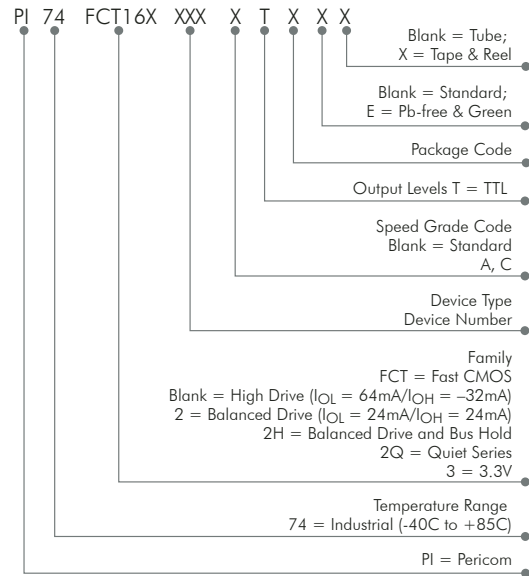 PI 74 FCT16X XXX X T X X X
Blank = Tube;
X = Tape & Reel
Blank = Standard;
E = Pb-free & Green
Package Code
Output Levels T = TTL
Speed Grade Code
Blank = Standard
A, C
Device Type
Device Number
Family
FCT = Fast CMOS
Blank = High Drive (IOL = 64mA/IOH = –32mA)
2 = Balanced Drive (IOL = 24mA/IOH = 24mA)
2H = Balanced Drive and Bus Hold
2Q = Quiet Series
3 = 3.3V
Temperature Range
74 = Industrial (-40C to +85C)
PI = Pericom